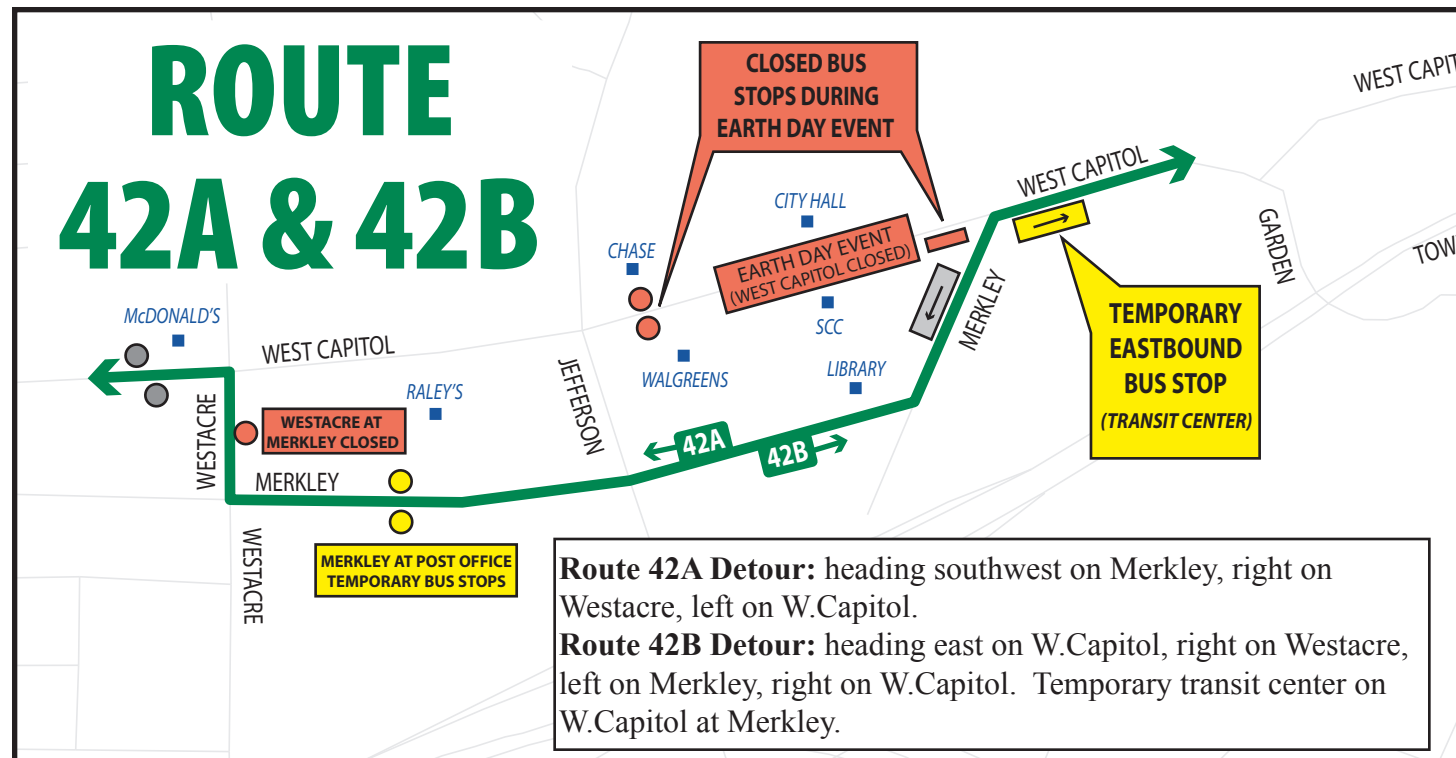 ROUTE
42A & 42B
CLOSED BUS
STOPS DURING
EARTH DAY EVENT
WEST CAPIT
WEST CAPITOL
CITY HALL
EARTH DAY EVENT
(WEST CAPITOL CLOSED)
CHASE
GARDEN
TOW
McDONALD'S
WEST CAPITOL
SCC
MERKLEY
TEMPORARY
EASTBOUND
BUS STOP
(TRANSIT CENTER)
JEFFERSON
WALGREENS
LIBRARY
RALEY'S
WESTACRE
WESTACRE AT
MERKLEY CLOSED
42A
42B
MERKLEY
WESTACRE
MERKLEY AT POST OFFICE
TEMPORARY BUS STOPS
Route 42A Detour: heading southwest on Merkley, right on
Westacre, left on W.Capitol.
Route 42B Detour: heading east on W.Capitol, right on Westacre,
left on Merkley, right on W.Capitol.  Temporary transit center on
W.Capitol at Merkley.